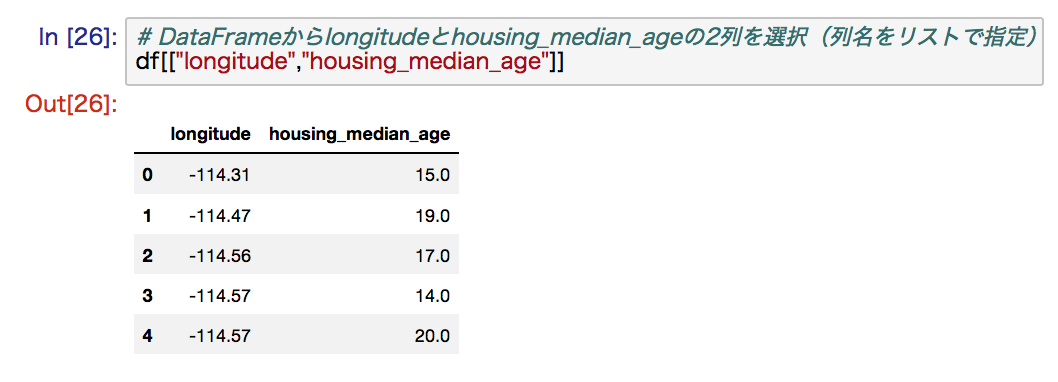 In [26]: # DataFrameからlongitudeとhousing_median_ageの2列を選択（列名をリストで指定）
df[["longitude","housing_median_age"]]
Out[26]:
longitude housing_median_age
0 -114.31 15.0
1 -114.47 19.0
2 -114.56 17.0
3 -114.57 14.0
4 -114.57 20.0